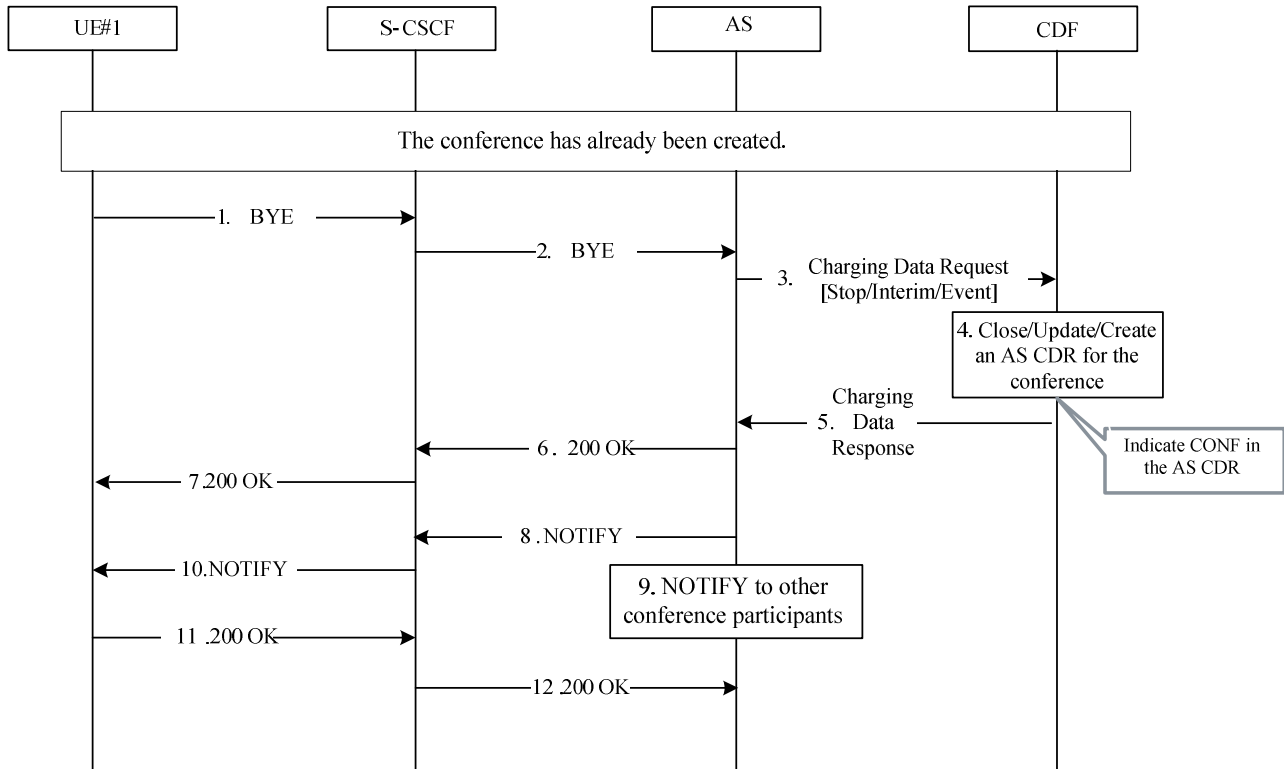 UE#1
S-CSCF
AS
CDF
The conference has already been created.
1. BYE
2. BYE
3. Charging Data Request
[Stop/Interim/Event]
4. Close/Update/Create
an AS CDR for the
conference
Charging
5. Data
Response
Indicate CONF in
the AS CDR
6. 200 OK
7.200 OK
8.NOTIFY
10.NOTIFY
9. NOTIFY to other
conference participants
11.200 OK
12.200 OK